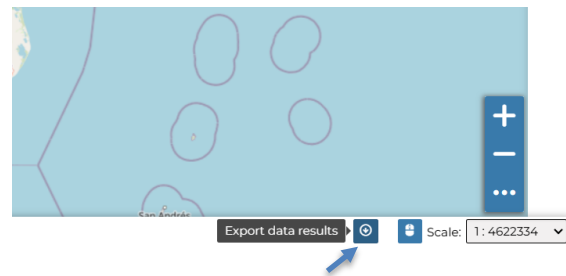 San Andrés
Export data results
Scale: 1 : 4622334